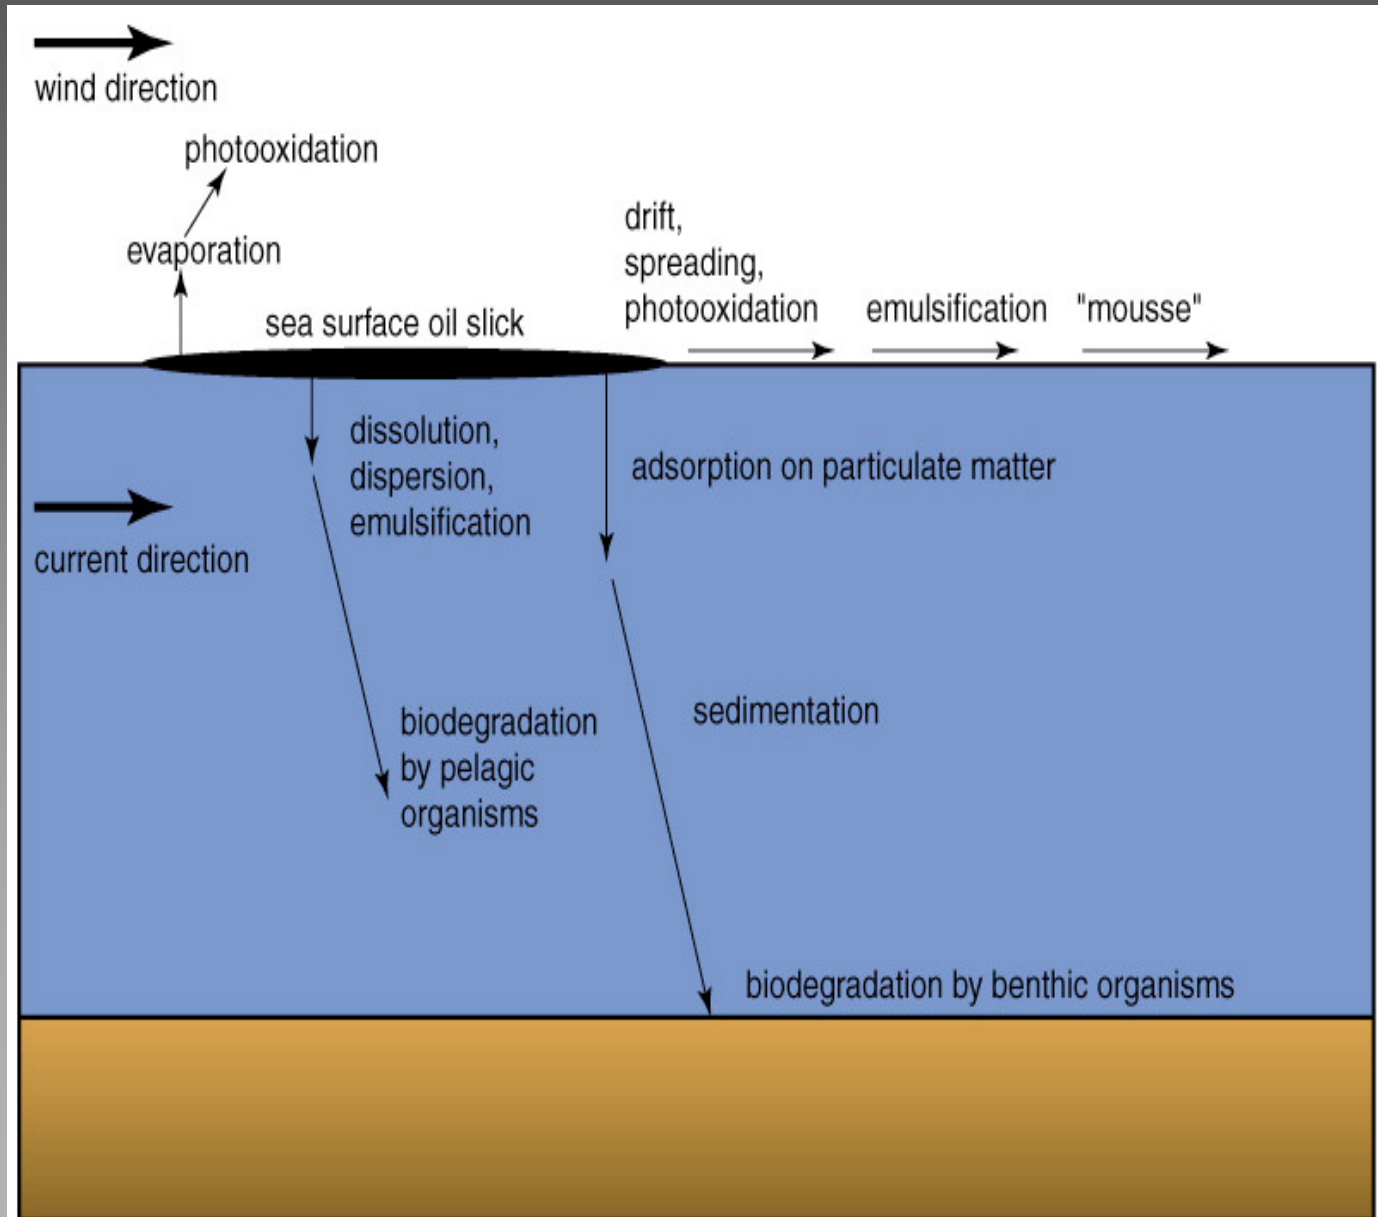 wind direction
photooxidation
evaporation
sea surface oil slick
drift,
spreading,
photooxidation
emulsification
"mousse"
dissolution,
dispersion,
emulsification
adsorption on particulate matter
current direction
biodegradation
by pelagic
organisms
sedimentation
biodegradation by benthic organisms